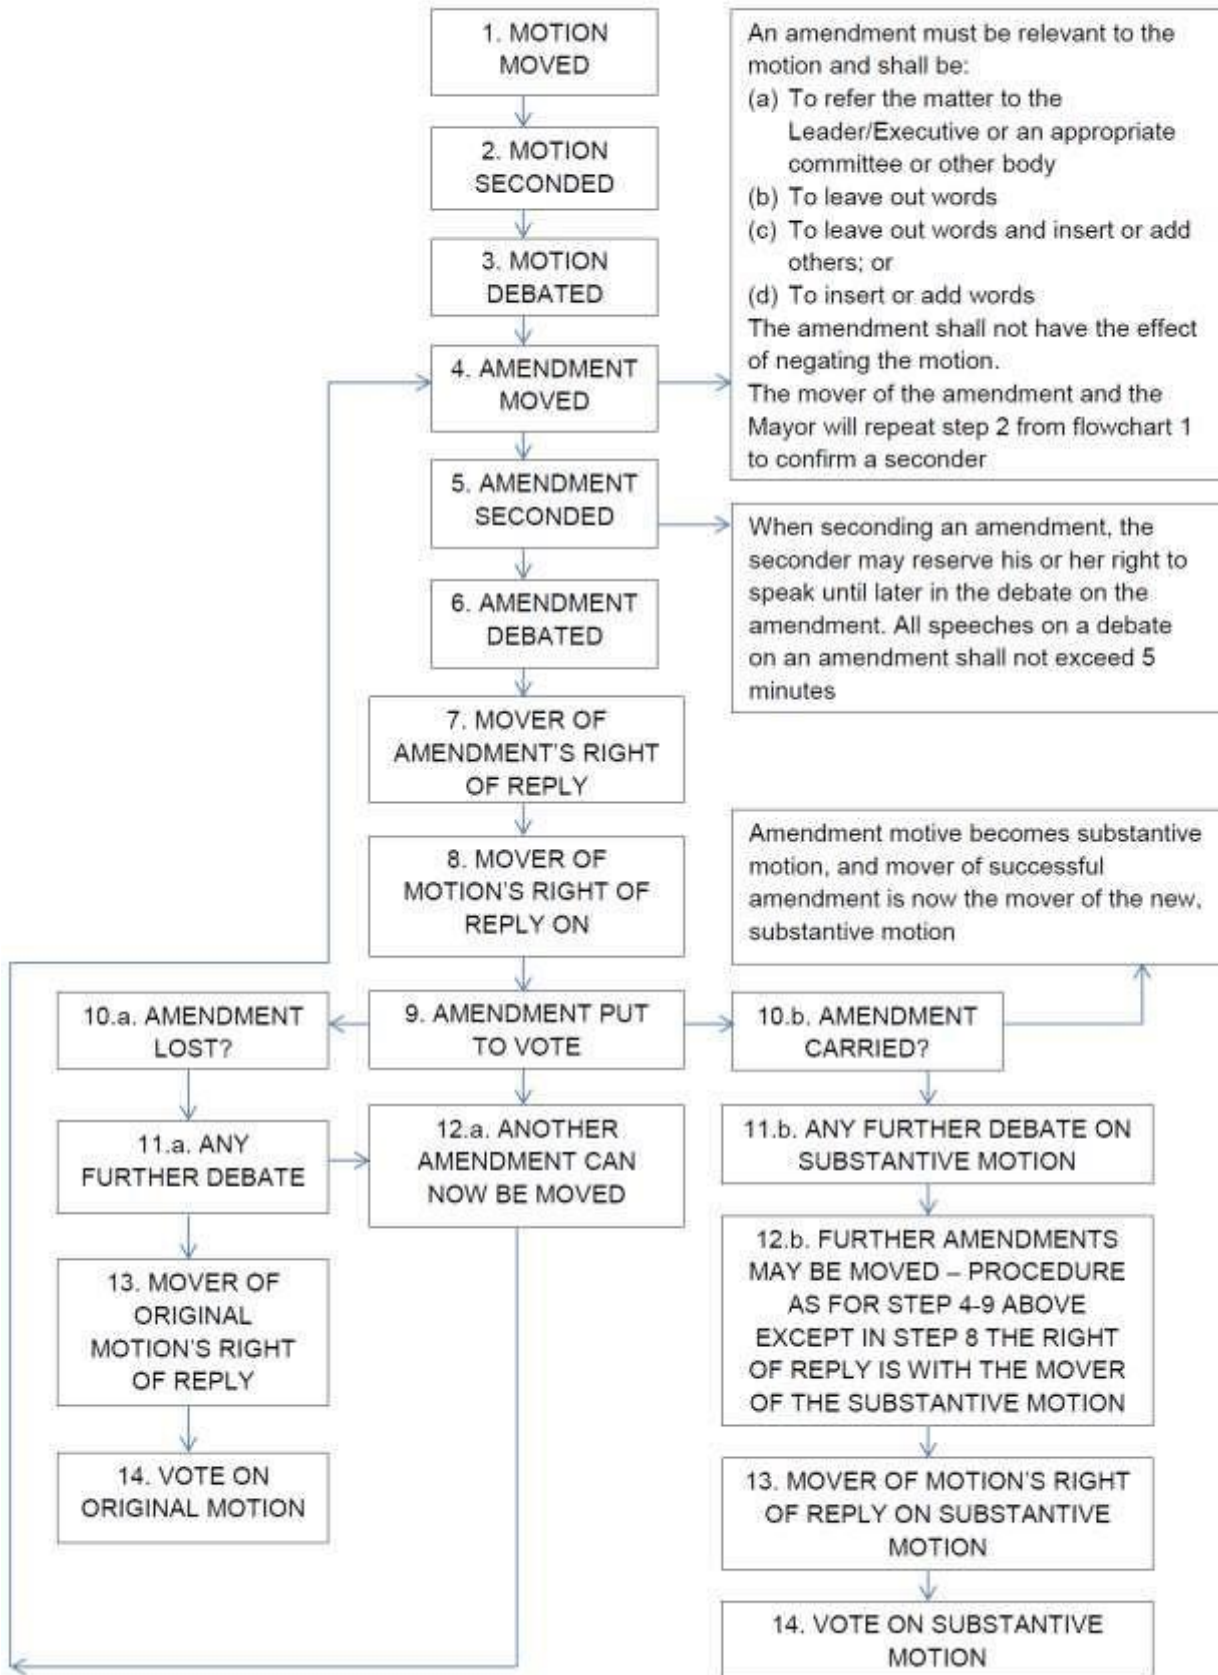 1. MOTION
MOVED
2. MOTION
SECONDED
3. MOTION
DEBATED
4. AMENDMENT
MOVED
An amendment must be relevant to the
motion and shall be:
(a) To refer the matter to the
Leader/Executive or an appropriate
committee or other body
(b) To leave out words
(c) To leave out words and insert or add
others; or
(d) To insert or add words
The amendment shall not have the effect
of negating the motion.
The mover of the amendment and the
Mayor will repeat step 2 from flowchart 1
to confirm a seconder
5. AMENDMENT
SECONDED
When seconding an amendment, the
seconder may reserve his or her right to
speak until later in the debate on the
amendment. All speeches on a debate
on an amendment shall not exceed 5
minutes
6. AMENDMENT
DEBATED
7. MOVER OF
AMENDMENT'S RIGHT
OF REPLY
8. MOVER OF
MOTION'S RIGHT OF
REPLY ON
9. AMENDMENT PUT
TO VOTE
10.a. AMENDMENT
LOST?
10.b. AMENDMENT
CARRIED?
Amendment motive becomes substantive
motion, and mover of successful
amendment is now the mover of the new,
substantive motion
11.a. ANY
FURTHER DEBATE
12.a. ANOTHER
AMENDMENT CAN
NOW BE MOVED
13. MOVER OF
ORIGINAL
MOTION'S RIGHT
OF REPLY
14. VOTE ON
ORIGINAL MOTION
11.b. ANY FURTHER DEBATE ON
SUBSTANTIVE MOTION
12.b. FURTHER AMENDMENTS
MAY BE MOVED – PROCEDURE
AS FOR STEP 4-9 ABOVE
EXCEPT IN STEP 8 THE RIGHT
OF REPLY IS WITH THE MOVER
OF THE SUBSTANTIVE MOTION
13. MOVER OF MOTION'S RIGHT
OF REPLY ON SUBSTANTIVE
MOTION
14. VOTE ON SUBSTANTIVE
MOTION